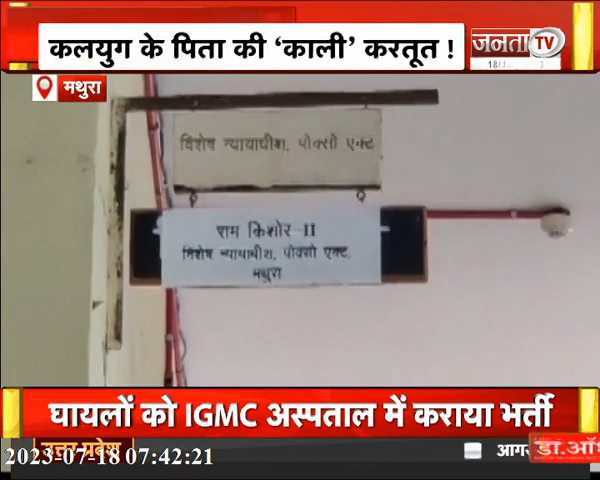 कलयुग के पिता की ‘काली’ करतूत !
जनता TV
मथुरा
विशेष न्यायाधीश, पोक्सो एक्ट
राम किशोर-II
विशेष न्यायाधीश, पोक्सो एक्ट,
मथुरा
घायलों को IGMC अस्पताल में कराया भर्ती
उत्तर प्रदेश
2023-07-18 07:42:21